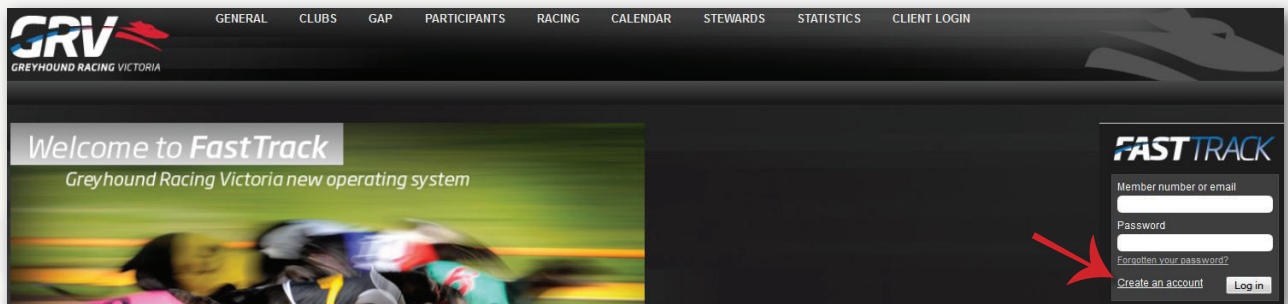 GENERAL CLUBS GAP PARTICIPANTS RACING CALENDAR STEWARDS STATISTICS CLIENT LOGIN
GRV
GREYHOUND RACING VICTORIA
Welcome to FastTrack
Greyhound Racing Victoria new operating system
FASTTRACK
Member number or email
Password
Forgotten your password?
Create an account Log in